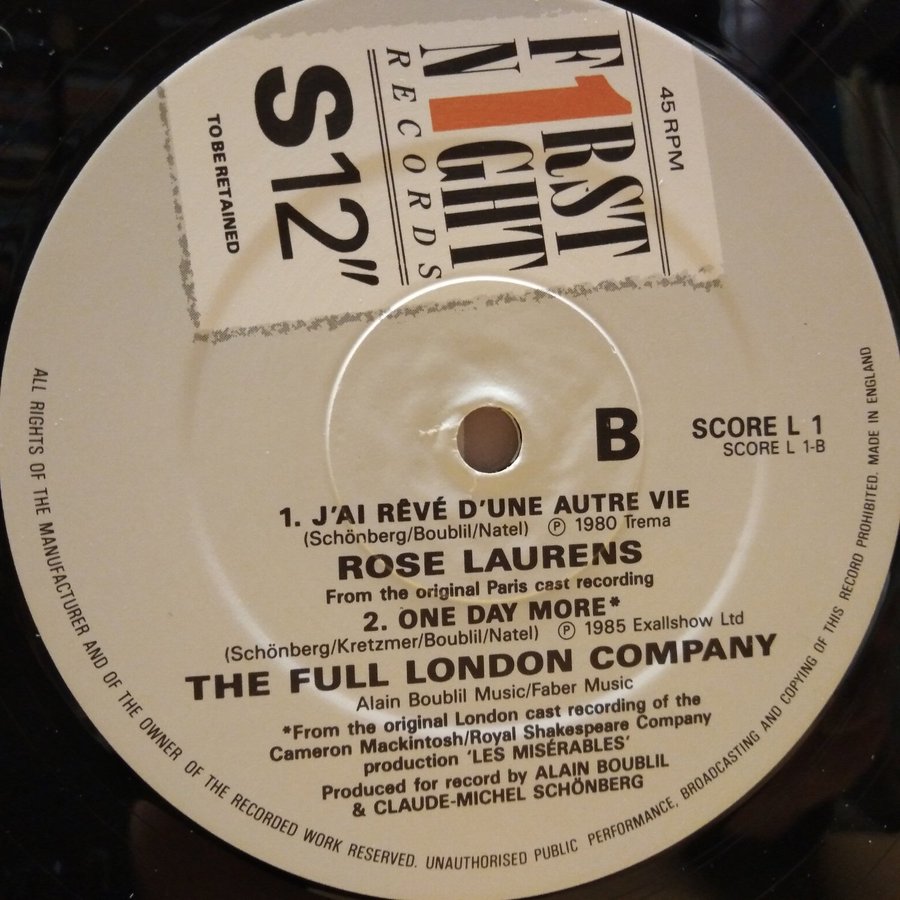 F1RST
N1GHT
RECORDS
S12"
TO BE RETAINED
45 RPM
B
SCORE L 1
SCORE L 1-B
1. J'AI RÊVÉ D'UNE AUTRE VIE
(Schönberg/Boublil/Natel) ℗ 1980 Trema
ROSE LAURENS
From the original Paris cast recording
2. ONE DAY MORE*
(Schönberg/Kretzmer/Boublil/Natel) ℗ 1985 Exallshow Ltd
THE FULL LONDON COMPANY
Alain Boublil Music/Faber Music
*From the original London cast recording of the
Cameron Mackintosh/Royal Shakespeare Company
production 'LES MISÉRABLES'
Produced for record by ALAIN BOUBLIL
& CLAUDE-MICHEL SCHÖNBERG
ALL RIGHTS OF THE MANUFACTURER AND OF THE OWNER OF THE RECORDED WORK RESERVED. UNAUTHORISED PUBLIC PERFORMANCE, BROADCASTING AND COPYING OF THIS RECORD PROHIBITED. MADE IN ENGLAND